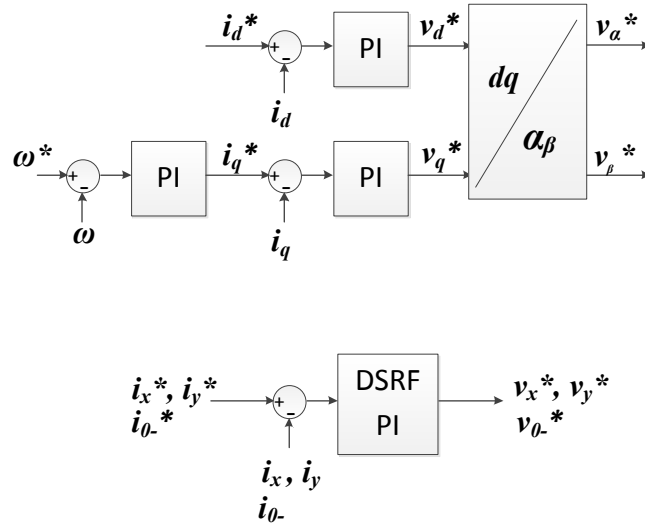 i_d* + - PI v_d* v_α*
i_d
dq
α_β
ω* + - PI i_q* + - PI v_q* v_β*
ω i_q
i_x*, i_y* + - DSRF v_x*, v_y*
i_0-* PI v_0-*
i_x , i_y
i_0-